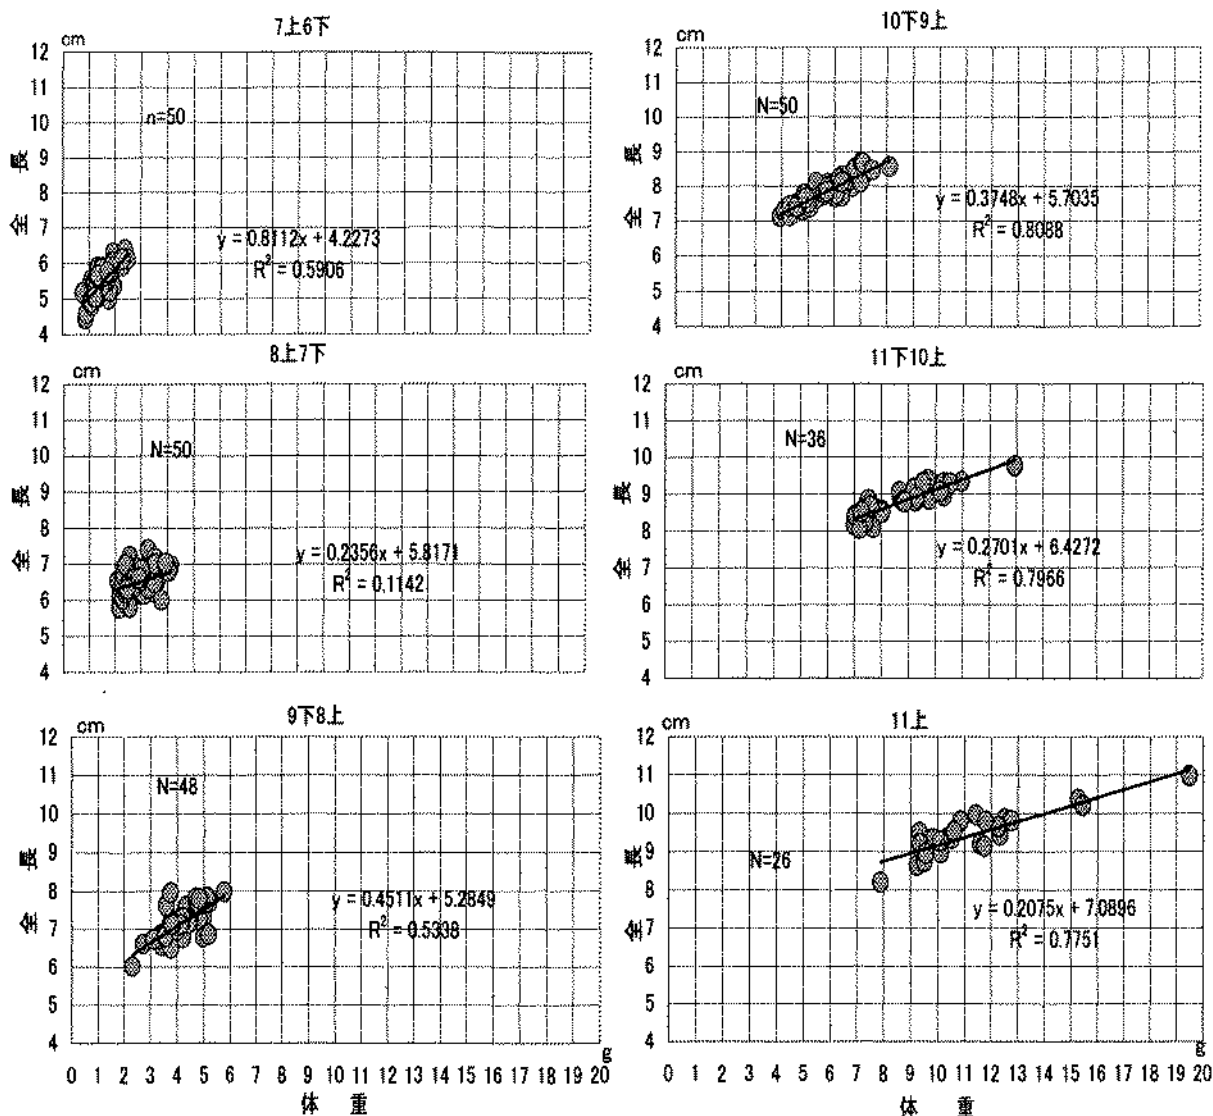 7上6下
cm
12
11
10
9
8
7
6
5
4
全 長
n=50
y = 0.8112x + 4.2273
R² = 0.5906
8上7下
cm
12
11
10
9
8
7
6
5
4
全 長
N=50
y = 0.2356x + 5.8171
R² = 0.1142
9下8上
cm
12
11
10
9
8
7
6
5
4
全 長
N=48
y = 0.4511x + 5.2849
R² = 0.5338
g
0 1 2 3 4 5 6 7 8 9 10 11 12 13 14 15 16 17 18 19 20
体 重
10下9上
cm
12
11
10
9
8
7
6
5
4
全 長
N=50
y = 0.3748x + 5.7035
R² = 0.8088
11下10上
cm
12
11
10
9
8
7
6
5
4
全 長
N=38
y = 0.2701x + 6.4272
R² = 0.7966
11上
cm
12
11
10
9
8
7
6
5
4
全 長
N=26
y = 0.2075x + 7.0896
R² = 0.7751
g
0 1 2 3 4 5 6 7 8 9 10 11 12 13 14 15 16 17 18 19 20
体 重